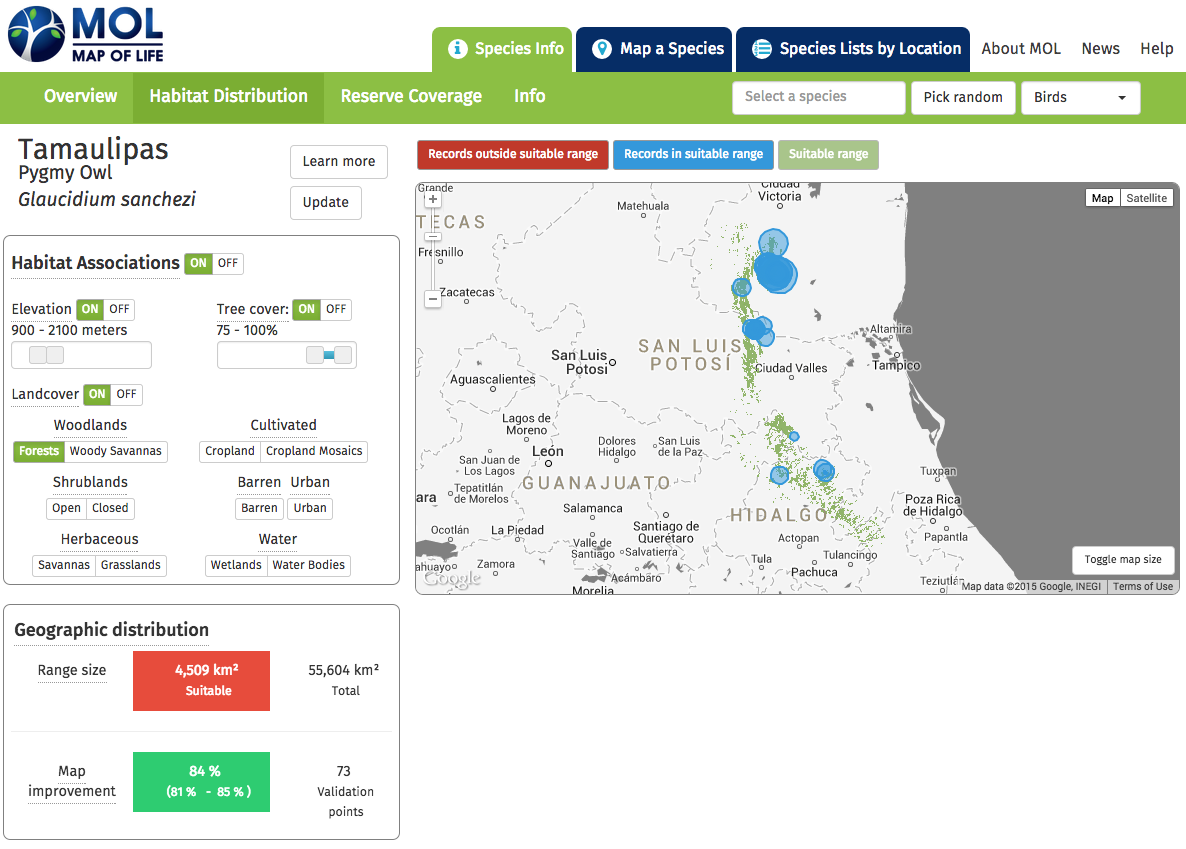 MOL
MAP OF LIFE
Species Info
Map a Species
Species Lists by Location
About MOL
News
Help
Overview
Habitat Distribution
Reserve Coverage
Info
Select a species
Pick random
Birds
Tamaulipas
Pygmy Owl
Glaucidium sanchezi
Learn more
Update
Habitat Associations ON OFF
Elevation ON OFF
900 - 2100 meters
Tree cover: ON OFF
75 - 100%
Landcover ON OFF
Woodlands
Forests Woody Savannas
Cultivated
Cropland Cropland Mosaics
Shrublands
Open Closed
Barren Urban
Barren Urban
Herbaceous
Savannas Grasslands
Water
Wetlands Water Bodies
Geographic distribution
Range size
4,509 km²
Suitable
55,604 km²
Total
Map
improvement
84 %
(81 % - 85 % )
73
Validation
points
Records outside suitable range
Records in suitable range
Suitable range
Grande
+
−
Map Satellite
Ciudad
Victoria
Matehuala
TECAS
Fresnillo
Zacatecas
SAN LUIS
POTOSÍ
San Luis
Potosí
Altamira
Tampico
Ciudad Valles
Aguascalientes
Lagos de
Moreno
León
Dolores
Hidalgo
San Luis
de la Paz
San Juan de
Los Lagos
Tepatitlán
de Morelos
ara
GUANAJUATO
Tuxpan
Poza Rica
de Hidalgo
Papantla
Salamanca
HIDALGO
Ocotlán
La Piedad
Santiago de
Querétaro
Valle de
Santiago
Salvatierra
Actopan
Tula
Tulancingo
Pachuca
ahuayo
Zamora
Acámbaro
Morelia
Teziutlán
Google
Toggle map size
Map data ©2015 Google, INEGI
Terms of Use